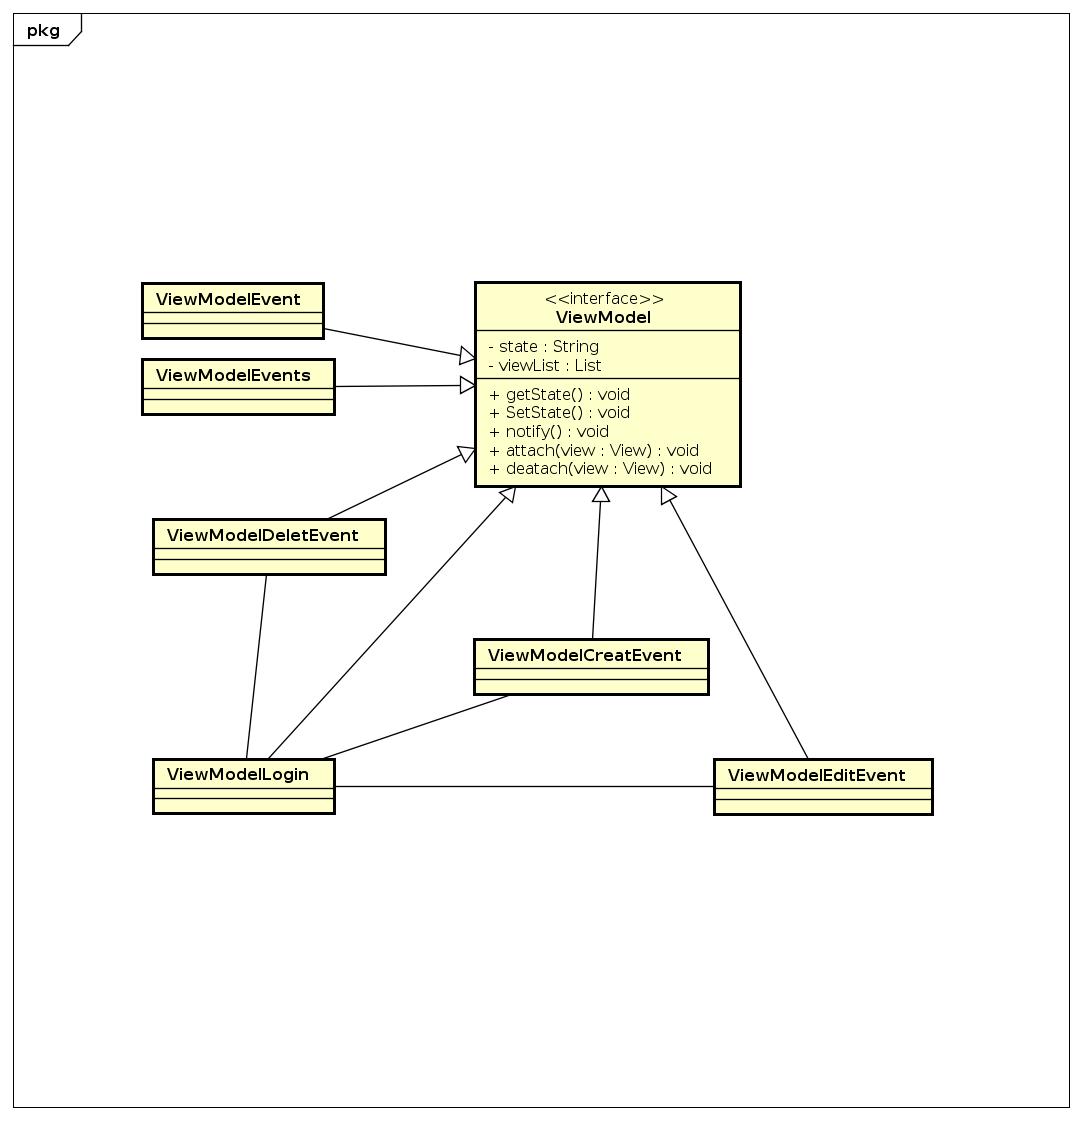 pkg
ViewModelEvent
<<interface>>
ViewModel
- state : String
- viewList : List
+ getState() : void
+ SetState() : void
+ notify() : void
+ attach(view : View) : void
+ deatach(view : View) : void
ViewModelEvents
ViewModelDeletEvent
ViewModelCreatEvent
ViewModelLogin
ViewModelEditEvent